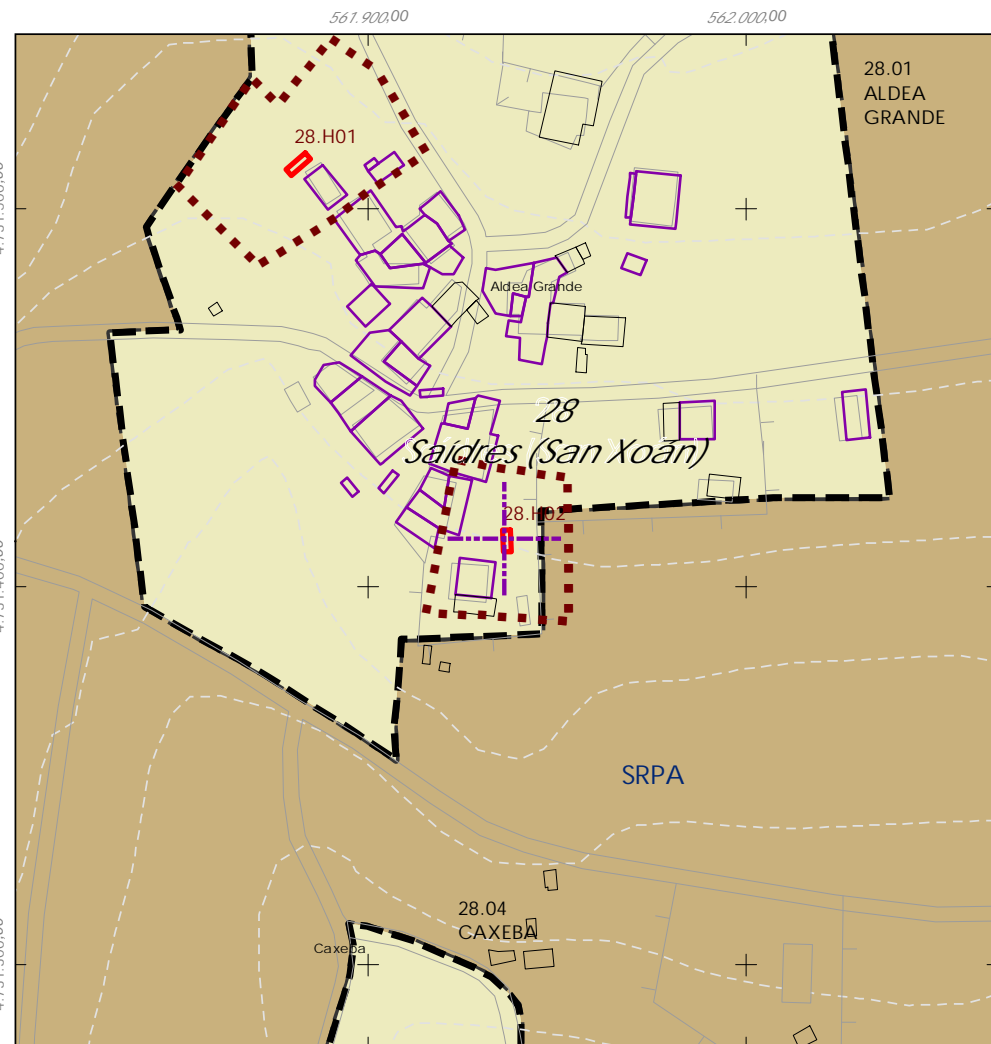 561.900,00
562.000,00
28.01
ALDEA
GRANDE
28.H01
Aldea Grande
28
Saídres (San Xoán)
28.H02
SRPA
28.04
CAXEBA
Caxeba